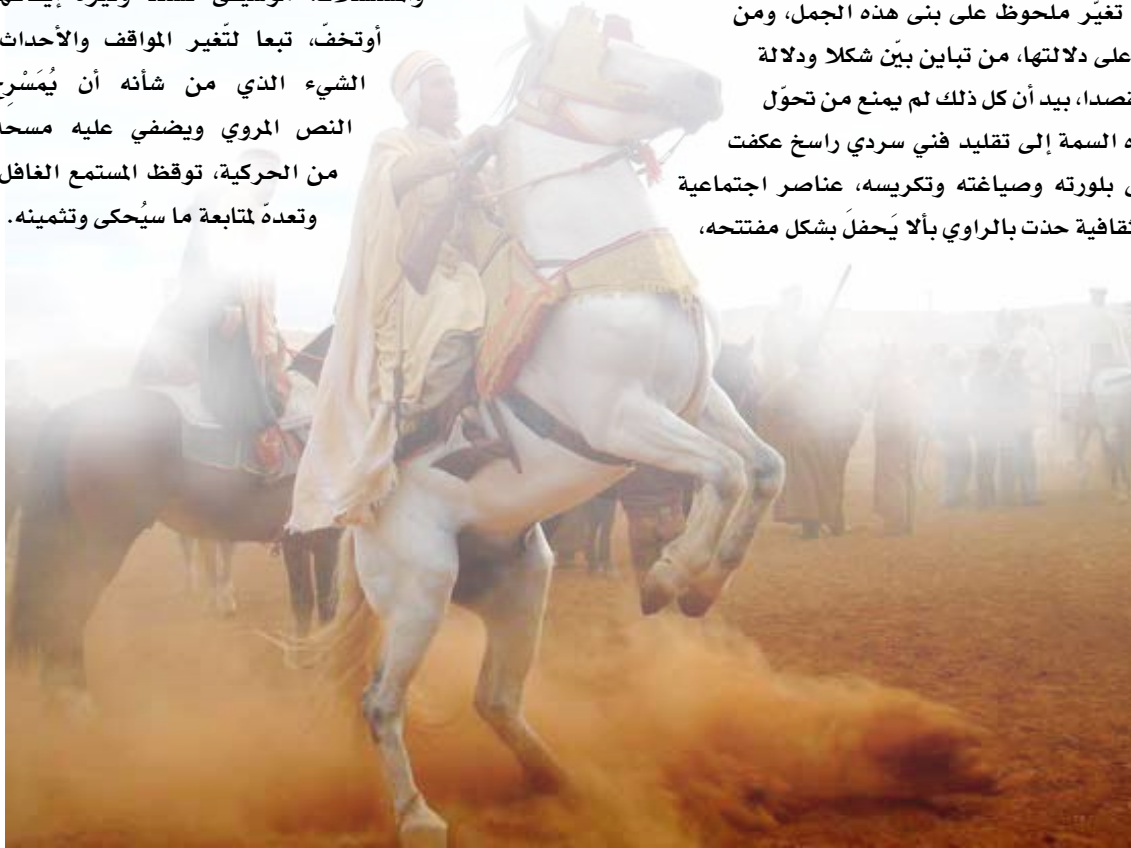 تغيّر ملحوظ على بنى هذه الجمل، ومن
على دلالتها، من تباين بيّن شكلا ودلالة
بيد أن كل ذلك لم يمنع من تحوّل
السمة إلى تقليد فني سردي راسخ عكفت
بلورته وصياغته وتكريسه، عناصر اجتماعية
حذت بالراوي بألا يَحفلَ بشكل مفتتحه،
أوتخفّ، تبعا لتّغير المواقف والأحداث
الشيء الذي من شأنه أن يُمَسْرِح
النص المروي ويضفي عليه مسحة
من الحركية، توقظ المستمع الغافل
وتعدهّ لمتابعة ما سيُحكى وتثمينه.